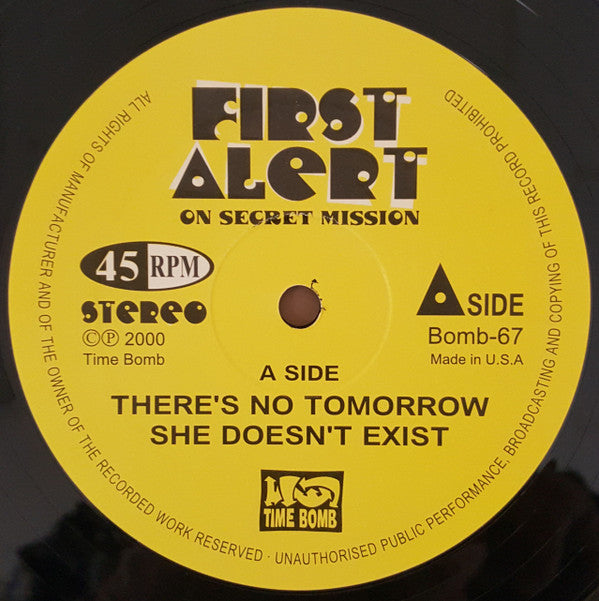 FIRST
ALERT
ON SECRET MISSION
45 RPM
STEREO
©℗ 2000
Time Bomb
A SIDE
Bomb-67
Made in U.S.A
A SIDE
THERE'S NO TOMORROW
SHE DOESN'T EXIST
TIME BOMB
ALL RIGHTS OF MANUFACTURER AND OF THE OWNER OF THE RECORDED WORK RESERVED · UNAUTHORISED PUBLIC PERFORMANCE, BROADCASTING AND COPYING OF THIS RECORD PROHIBITED